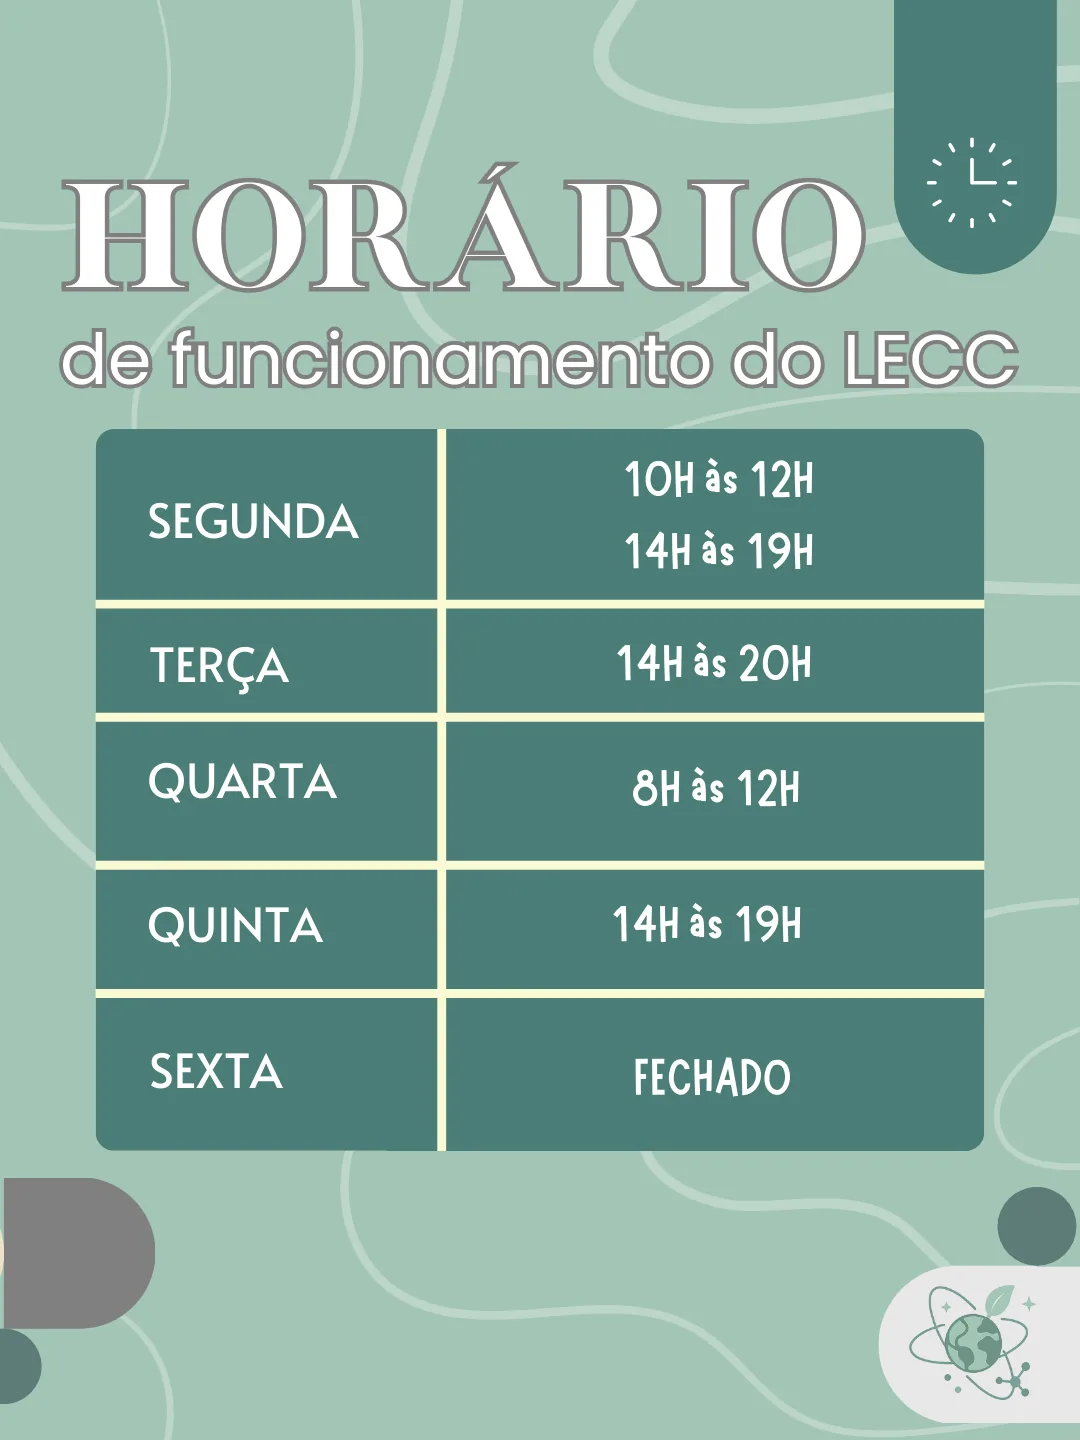 HORÁRIO
de funcionamento do LECC
SEGUNDA
10H às 12H
14H às 19H
TERÇA
14H às 20H
QUARTA
8H às 12H
QUINTA
14H às 19H
SEXTA
FECHADO